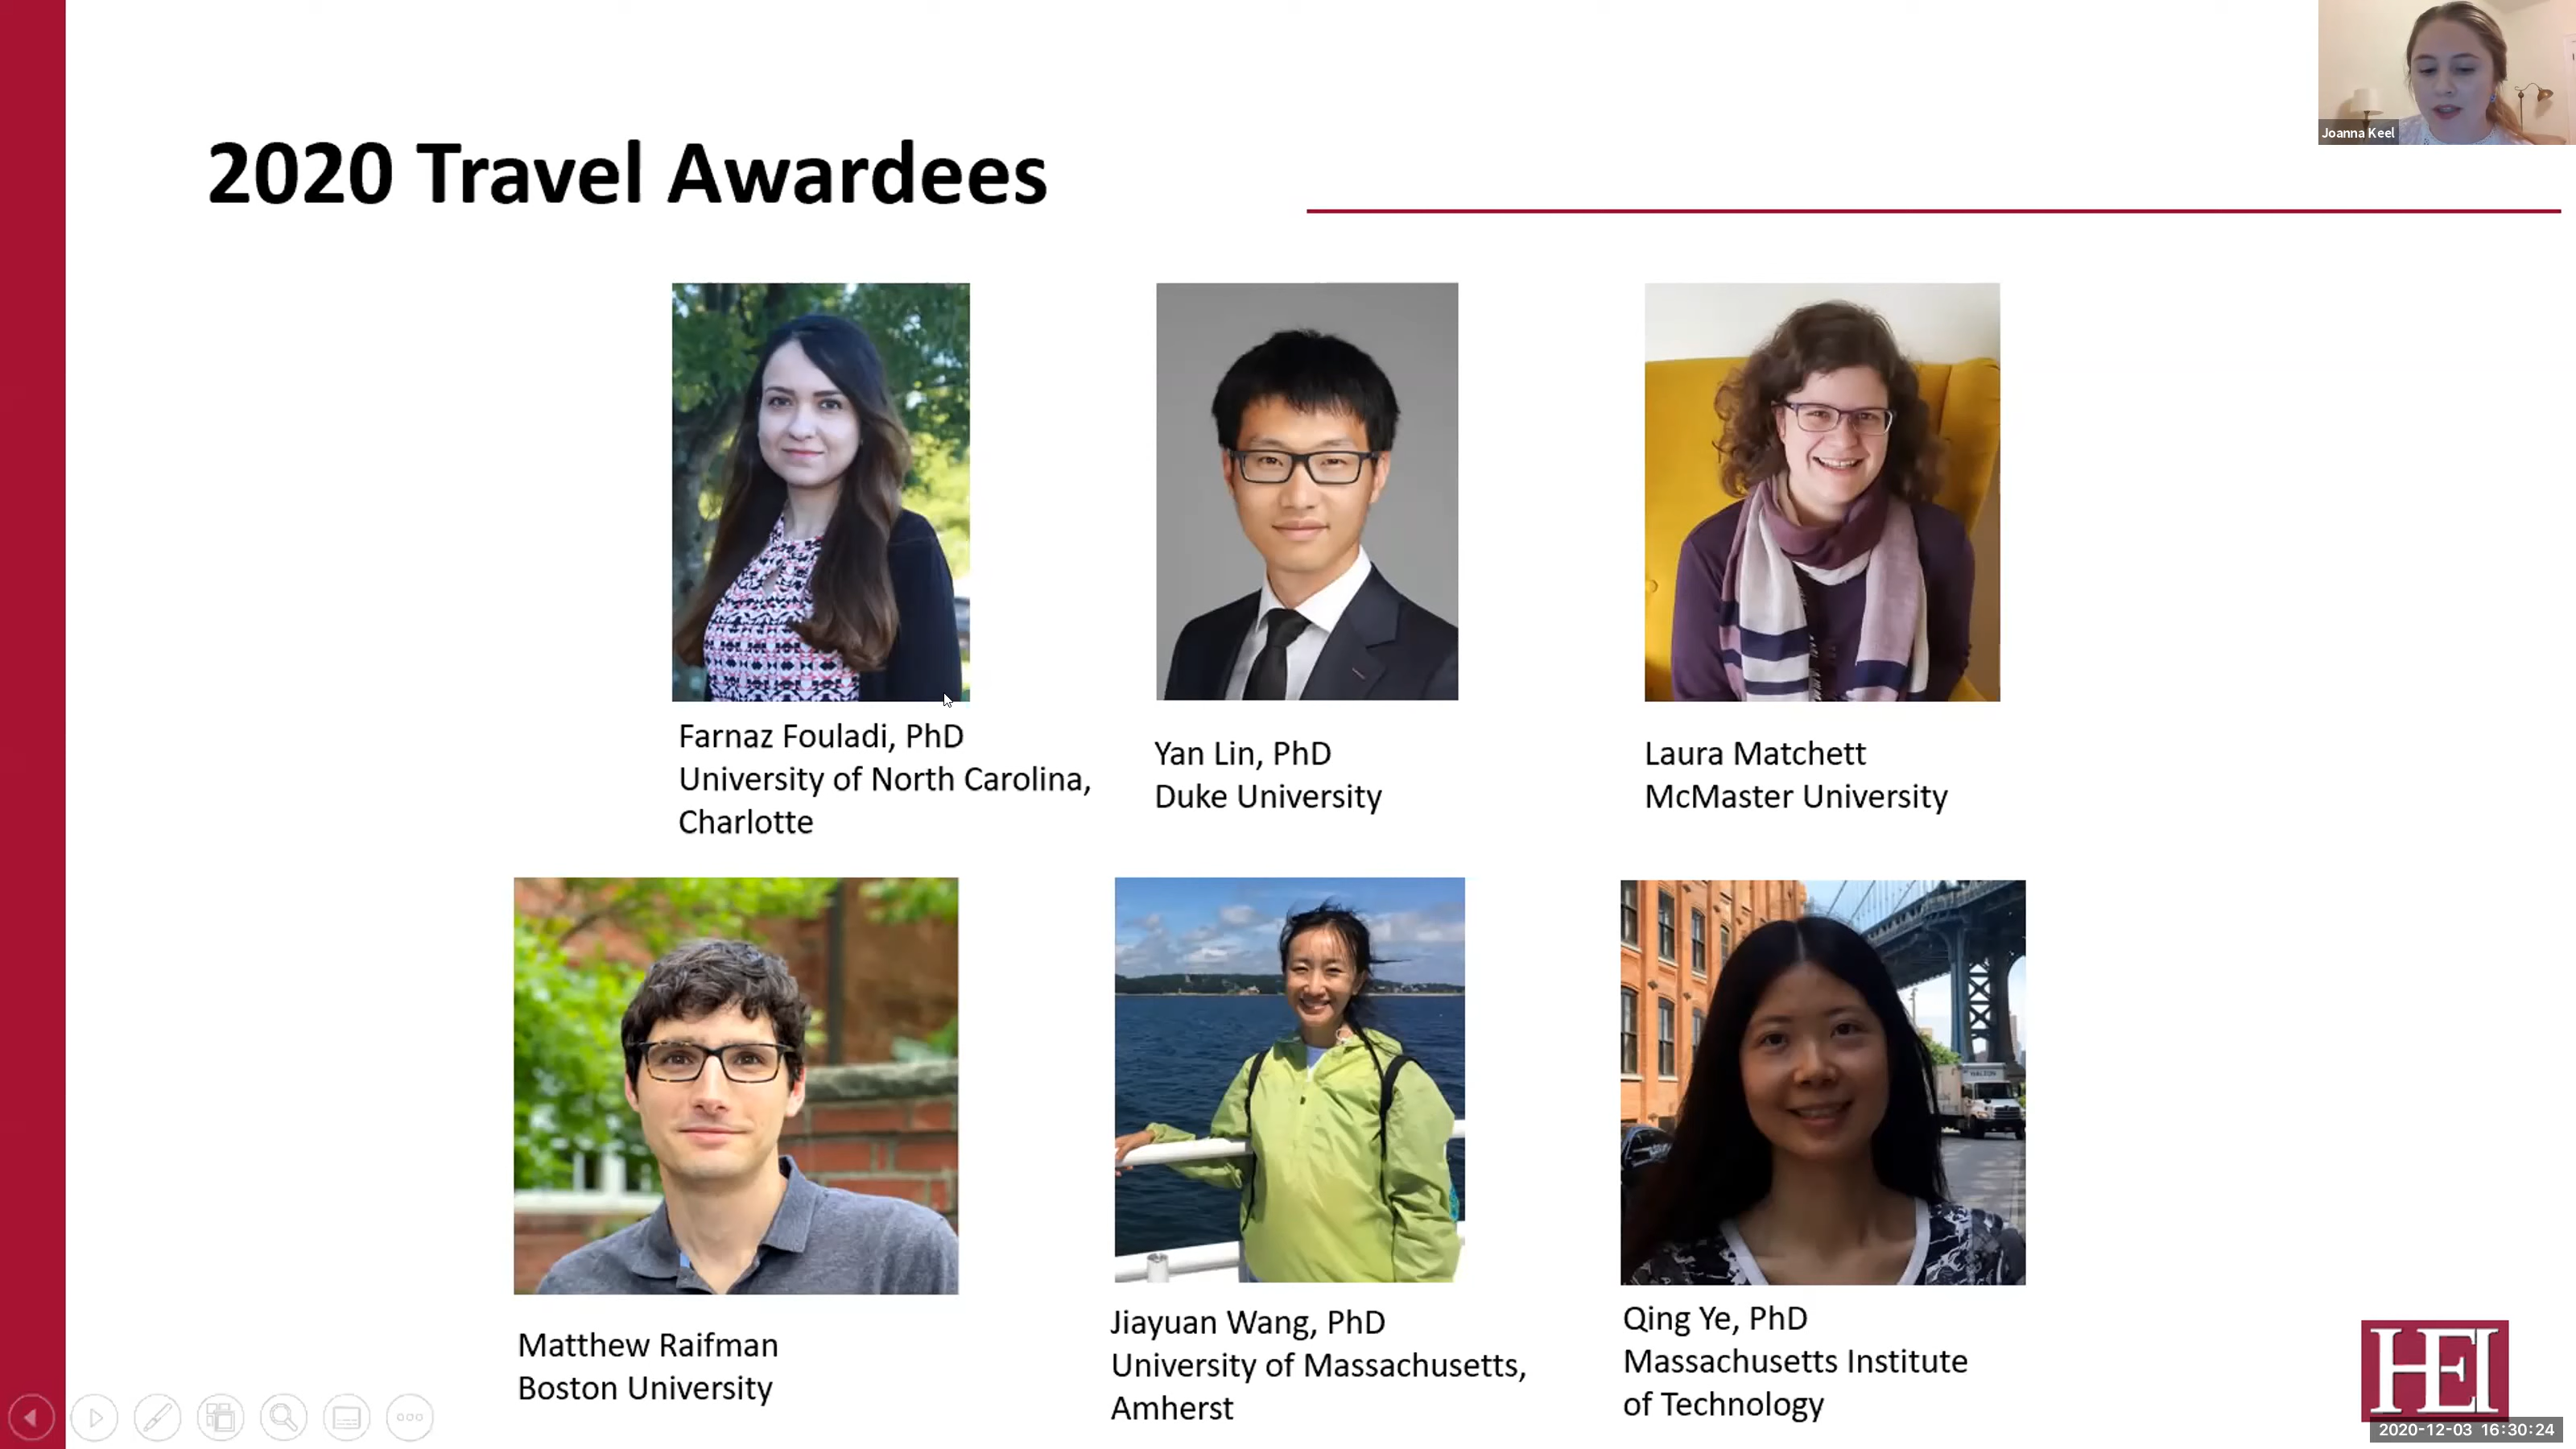 Joanna Keel
2020 Travel Awardees
Farnaz Fouladi, PhD
University of North Carolina,
Charlotte
Yan Lin, PhD
Duke University
Laura Matchett
McMaster University
HALTON
Matthew Raifman
Boston University
Jiayuan Wang, PhD
University of Massachusetts,
Amherst
Qing Ye, PhD
Massachusetts Institute
of Technology
HEI
2020-12-03 16:30:24